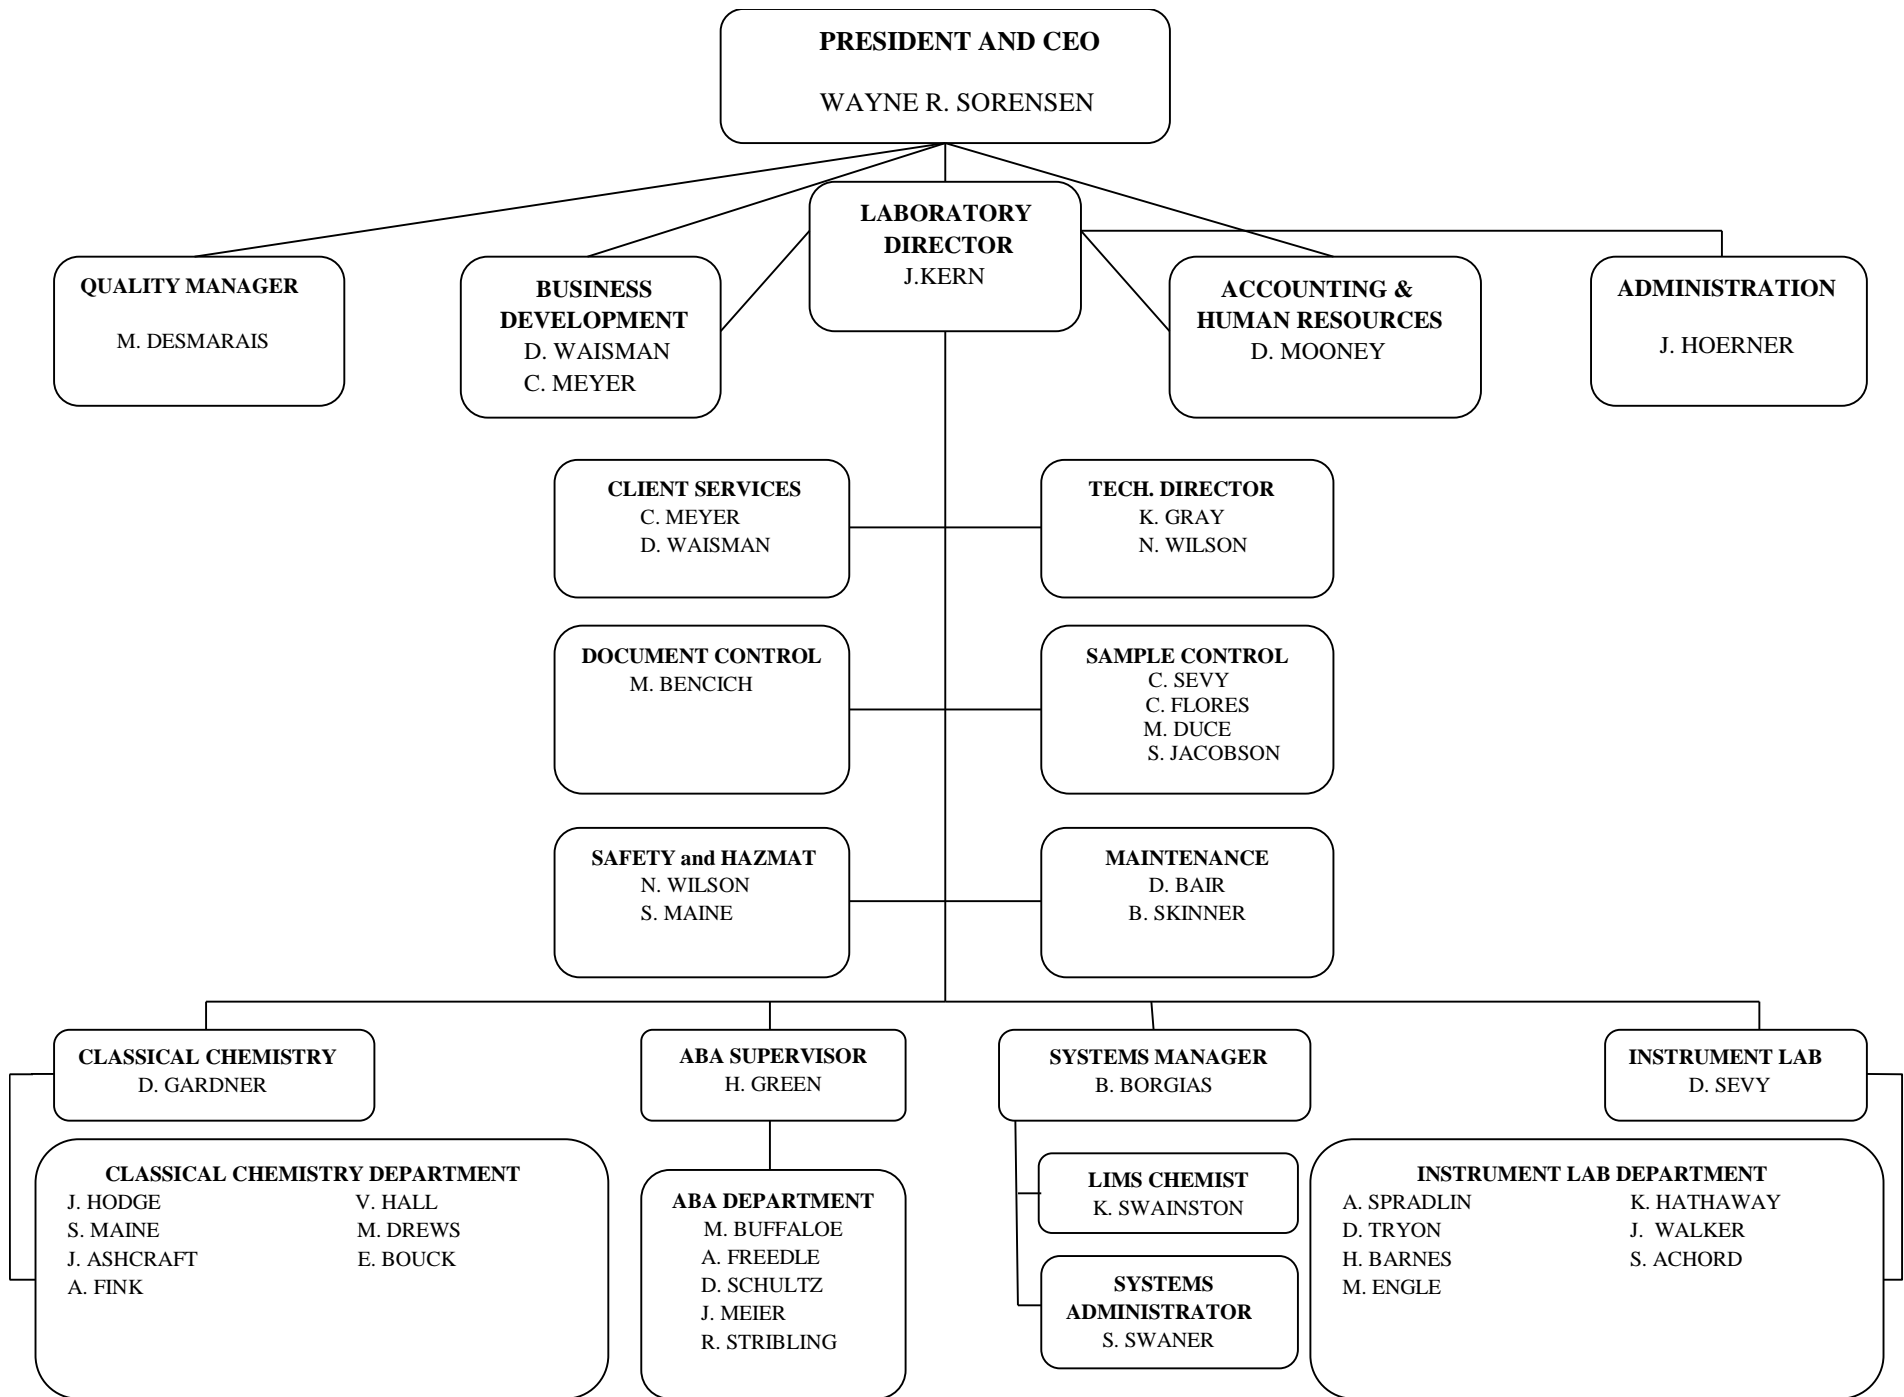 PRESIDENT AND CEO
WAYNE R. SORENSEN
LABORATORY
DIRECTOR
J.KERN
QUALITY MANAGER
M. DESMARAIS
BUSINESS
DEVELOPMENT
D. WAISMAN
C. MEYER
ACCOUNTING &
HUMAN RESOURCES
D. MOONEY
ADMINISTRATION
J. HOERNER
CLIENT SERVICES
C. MEYER
D. WAISMAN
TECH. DIRECTOR
K. GRAY
N. WILSON
DOCUMENT CONTROL
M. BENCICH
SAMPLE CONTROL
C. SEVY
C. FLORES
M. DUCE
S. JACOBSON
SAFETY and HAZMAT
N. WILSON
S. MAINE
MAINTENANCE
D. BAIR
B. SKINNER
CLASSICAL CHEMISTRY
D. GARDNER
ABA SUPERVISOR
H. GREEN
SYSTEMS MANAGER
B. BORGIAS
INSTRUMENT LAB
D. SEVY
CLASSICAL CHEMISTRY DEPARTMENT
J. HODGE V. HALL
S. MAINE M. DREWS
J. ASHCRAFT E. BOUCK
A. FINK
ABA DEPARTMENT
M. BUFFALOE
A. FREEDLE
D. SCHULTZ
J. MEIER
R. STRIBLING
LIMS CHEMIST
K. SWAINSTON
SYSTEMS
ADMINISTRATOR
S. SWANER
INSTRUMENT LAB DEPARTMENT
A. SPRADLIN K. HATHAWAY
D. TRYON J. WALKER
H. BARNES S. ACHORD
M. ENGLE